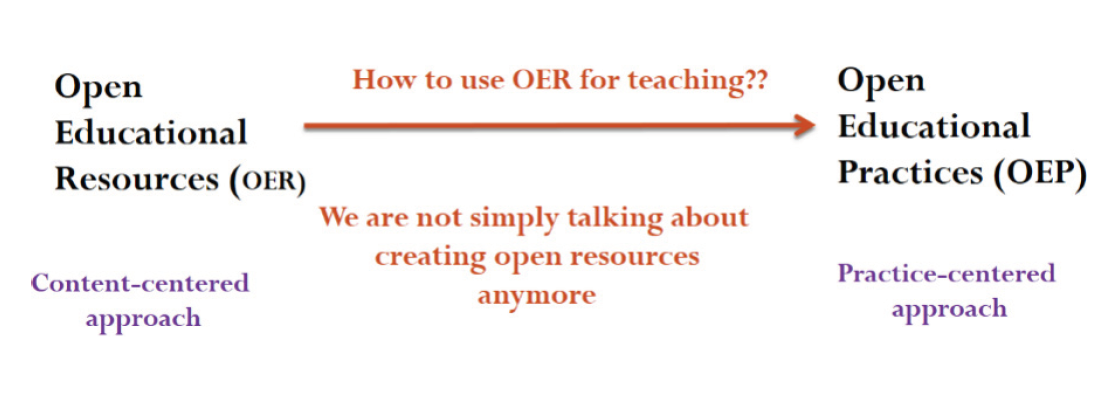 Open
Educational
Resources (OER)
Content-centered
approach
How to use OER for teaching??
We are not simply talking about
creating open resources
anymore
Open
Educational
Practices (OEP)
Practice-centered
approach